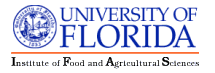 UNIVERSITY OF
FLORIDA
Institute of Food and Agricultural Sciences